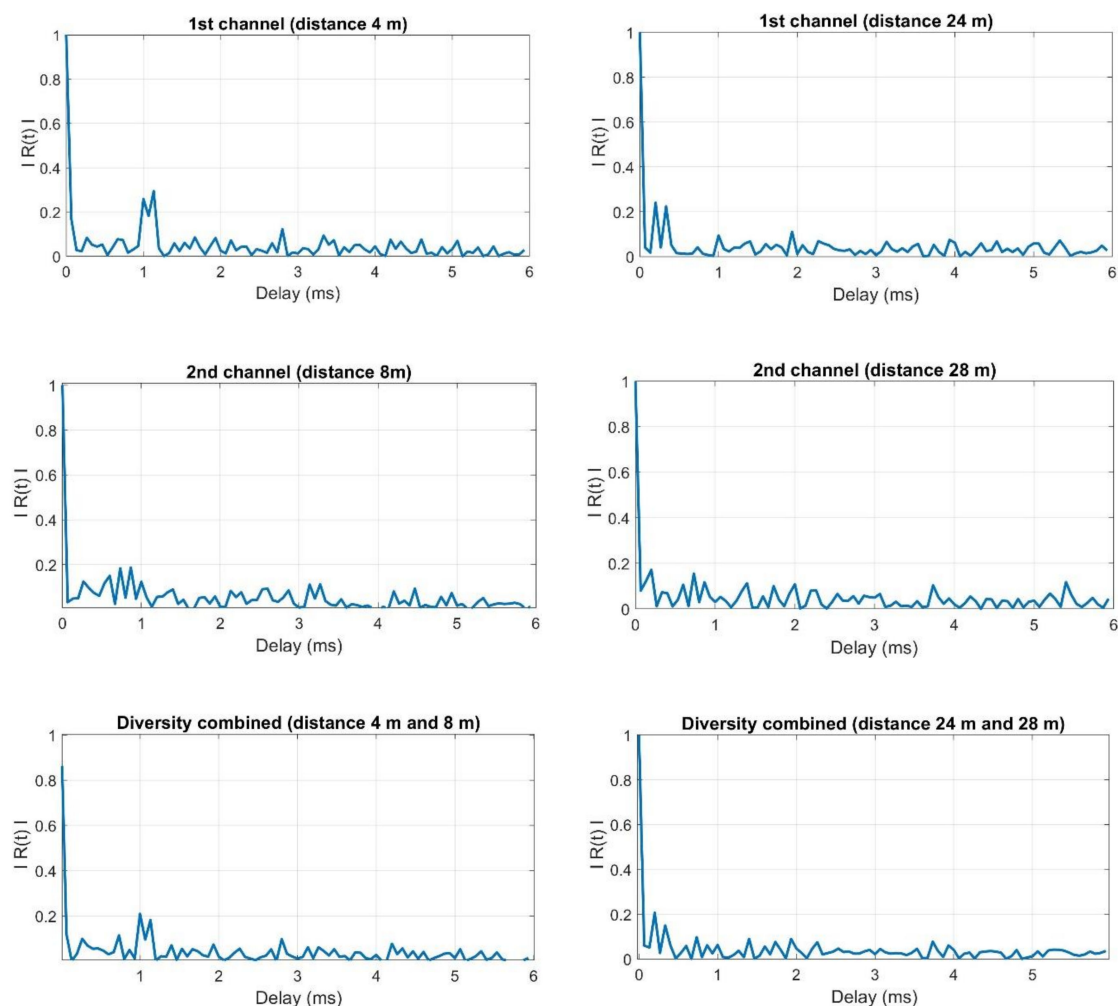 1st channel (distance 4 m)
1
0.8
0.6
0.4
0.2
0
| R(t) |
0 1 2 3 4 5 6
Delay (ms)
1st channel (distance 24 m)
1
0.8
0.6
0.4
0.2
0
| R(t) |
0 1 2 3 4 5 6
Delay (ms)
2nd channel (distance 8m)
1
0.8
0.6
0.4
0.2
0
| R(t) |
0 1 2 3 4 5 6
Delay (ms)
2nd channel (distance 28 m)
1
0.8
0.6
0.4
0.2
0
| R(t) |
0 1 2 3 4 5 6
Delay (ms)
Diversity combined (distance 4 m and 8 m)
1
0.8
0.6
0.4
0.2
| R(t) |
0 1 2 3 4 5 6
Delay (ms)
Diversity combined (distance 24 m and 28 m)
1
0.8
0.6
0.4
0.2
0
| R(t) |
0 1 2 3 4 5
Delay (ms)